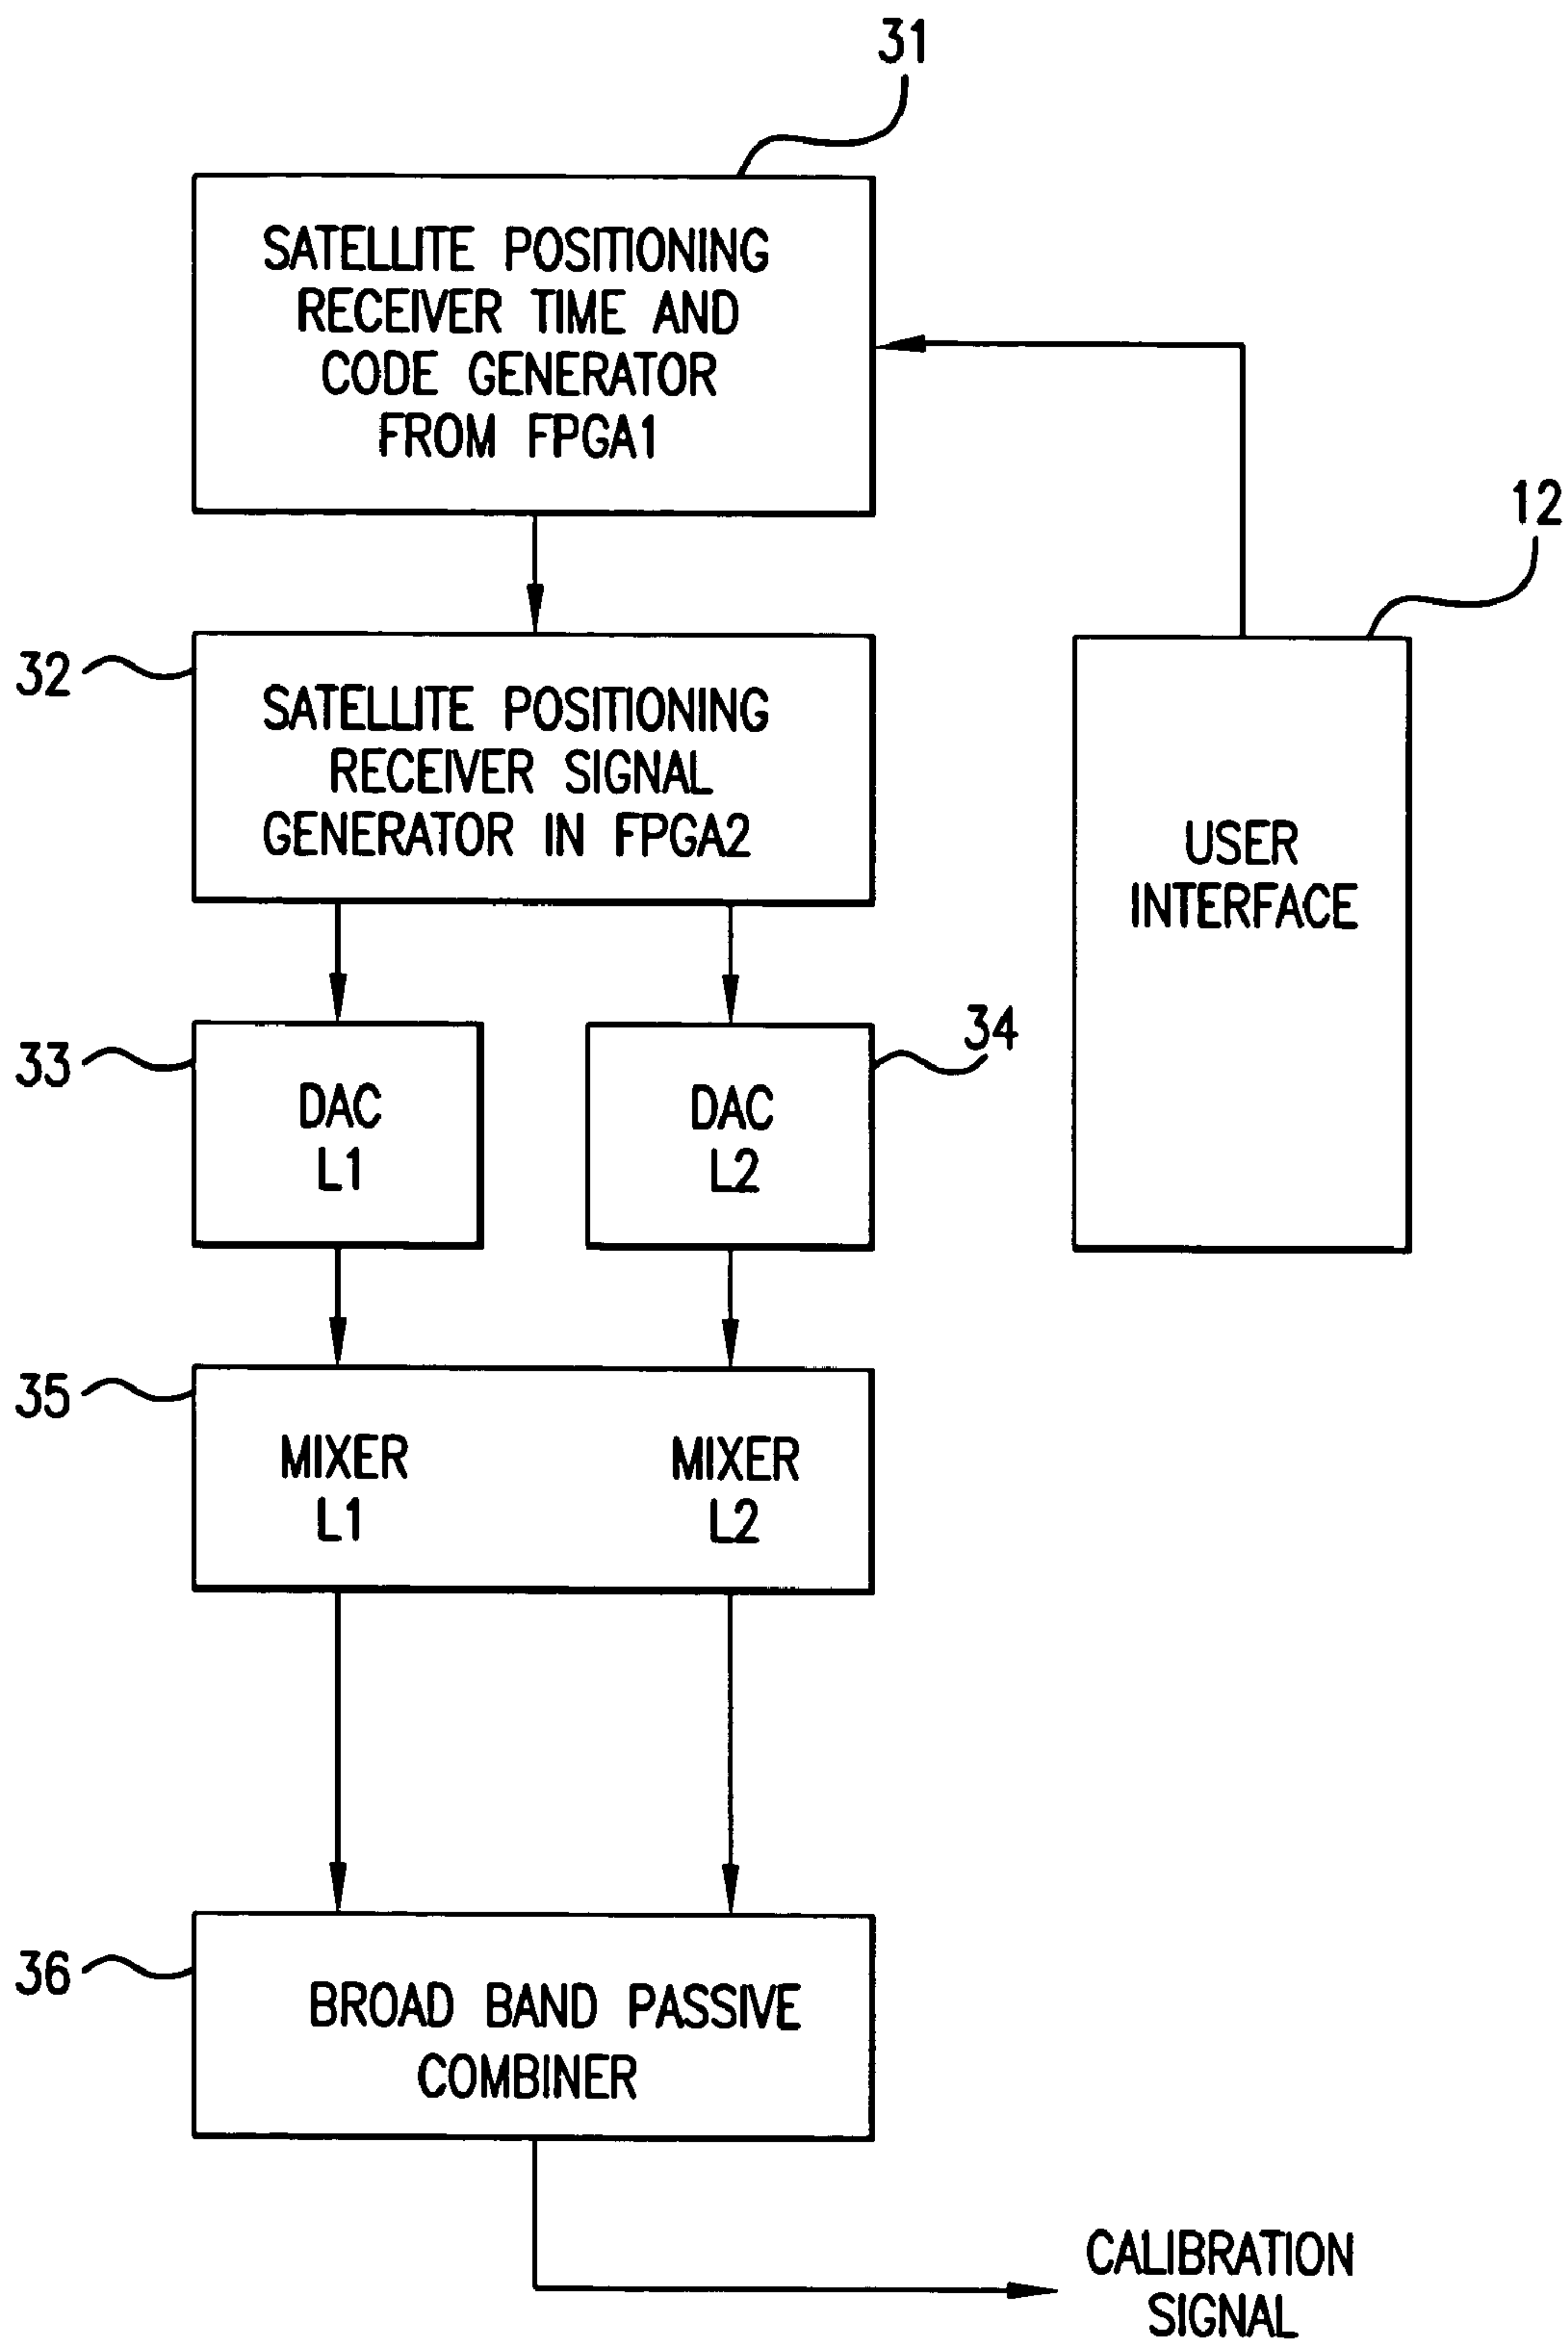 31
SATELLITE POSITIONING
RECEIVER TIME AND
CODE GENERATOR
FROM FPGA1
12
32
SATELLITE POSITIONING
RECEIVER SIGNAL
GENERATOR IN FPGA2
USER
INTERFACE
33
DAC
L1
34
DAC
L2
35
MIXER
L1
MIXER
L2
36
BROAD BAND PASSIVE
COMBINER
CALIBRATION
SIGNAL